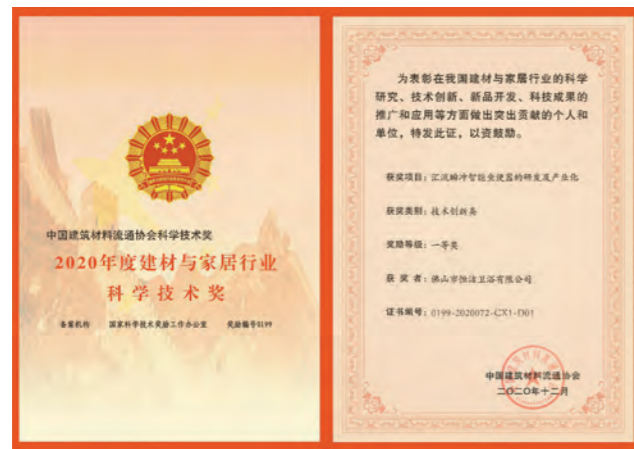 中国建筑材料流通协会科学技术奖
2020年度建材与家居行业
科学技术奖
备案机构 国家科学技术奖励工作办公室 奖励编号0199
为表彰在我国建材与家居行业的科学
研究、技术创新、新品开发、科技成果的
推广和应用等方面做出突出贡献的个人和
单位，特发此证，以资鼓励。
获奖项目：汇流瞬冲智能坐便器的研发及产业化
获奖类别：技术创新类
奖励等级：一等奖
获 奖 者：佛山市恒洁卫浴有限公司
证书编号：0199-2020072-CX1-D01
中国建筑材料流通协会
二〇二〇年十二月